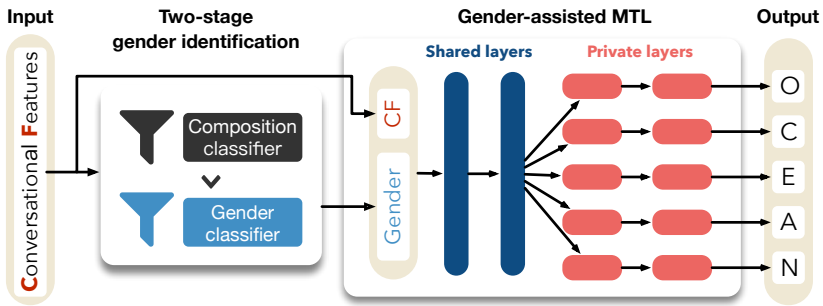 Input
Two-stage
gender identification
Gender-assisted MTL
Output
Conversational Features
Composition
classifier
Gender
classifier
CF
Gender
Shared layers
Private layers
O
C
E
A
N